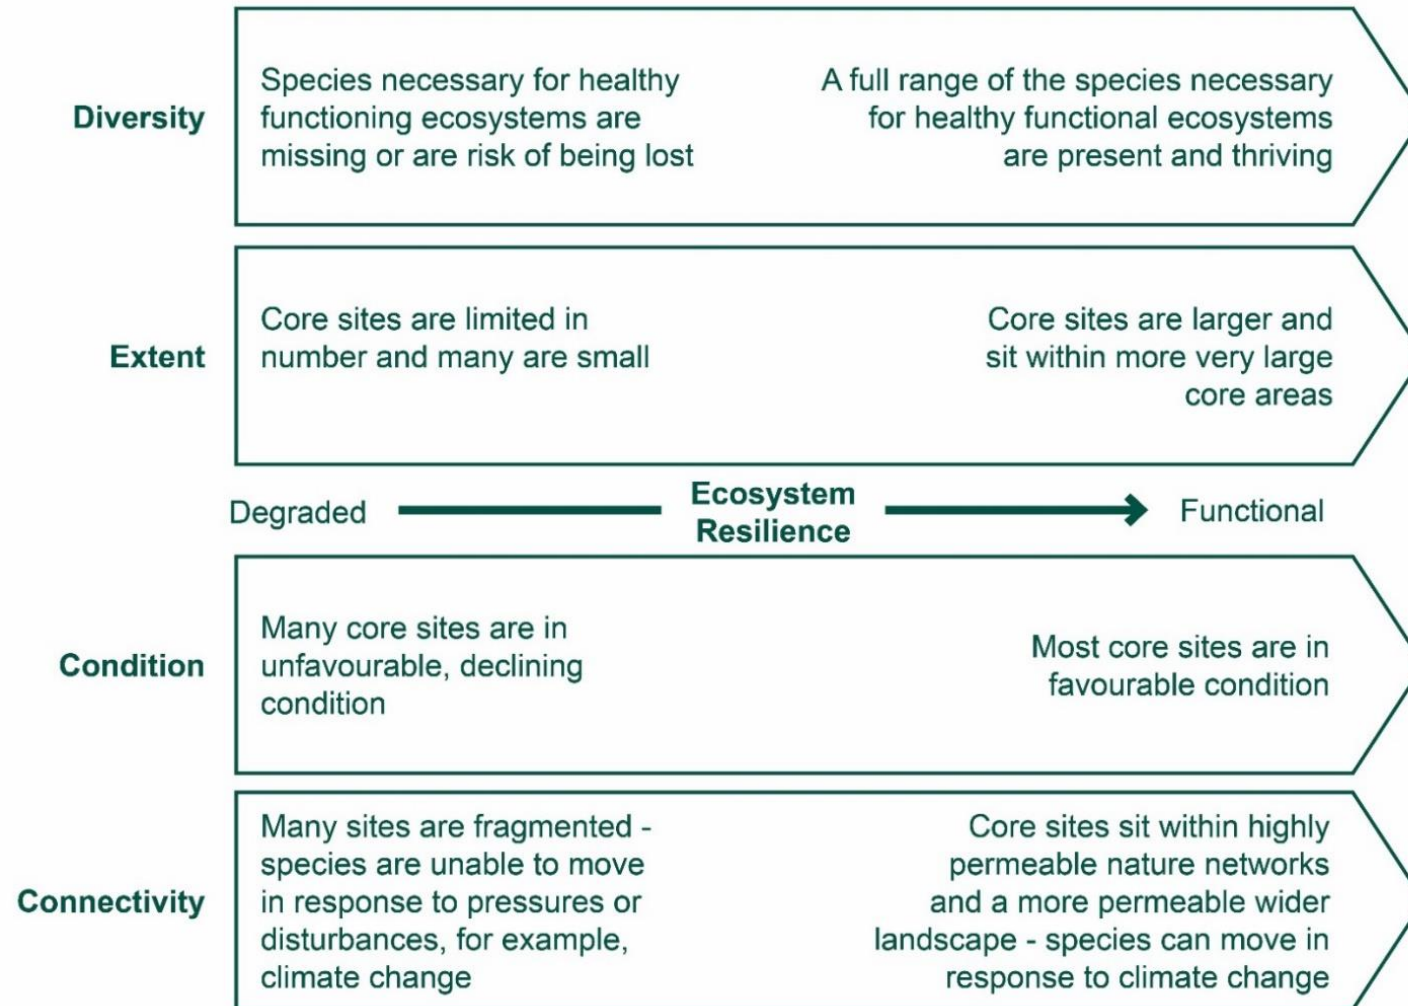 Diversity
Species necessary for healthy
functioning ecosystems are
missing or are risk of being lost
A full range of the species necessary
for healthy functional ecosystems
are present and thriving
Extent
Core sites are limited in
number and many are small
Core sites are larger and
sit within more very large
core areas
Degraded
Ecosystem
Resilience
Functional
Condition
Many core sites are in
unfavourable, declining
condition
Most core sites are in
favourable condition
Connectivity
Many sites are fragmented -
species are unable to move
in response to pressures or
disturbances, for example,
climate change
Core sites sit within highly
permeable nature networks
and a more permeable wider
landscape - species can move in
response to climate change